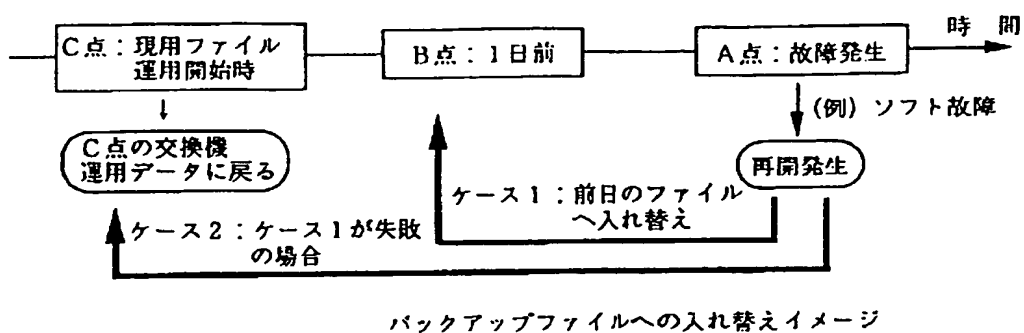 時 間
C点：現用ファイル
運用開始時
B点：1日前
A点：故障発生
(例) ソフト故障
C点の交換機
運用データに戻る
再開発生
ケース1：前日のファイル
へ入れ替え
ケース2：ケース1が失敗
の場合
バックアップファイルへの入れ替えイメージ